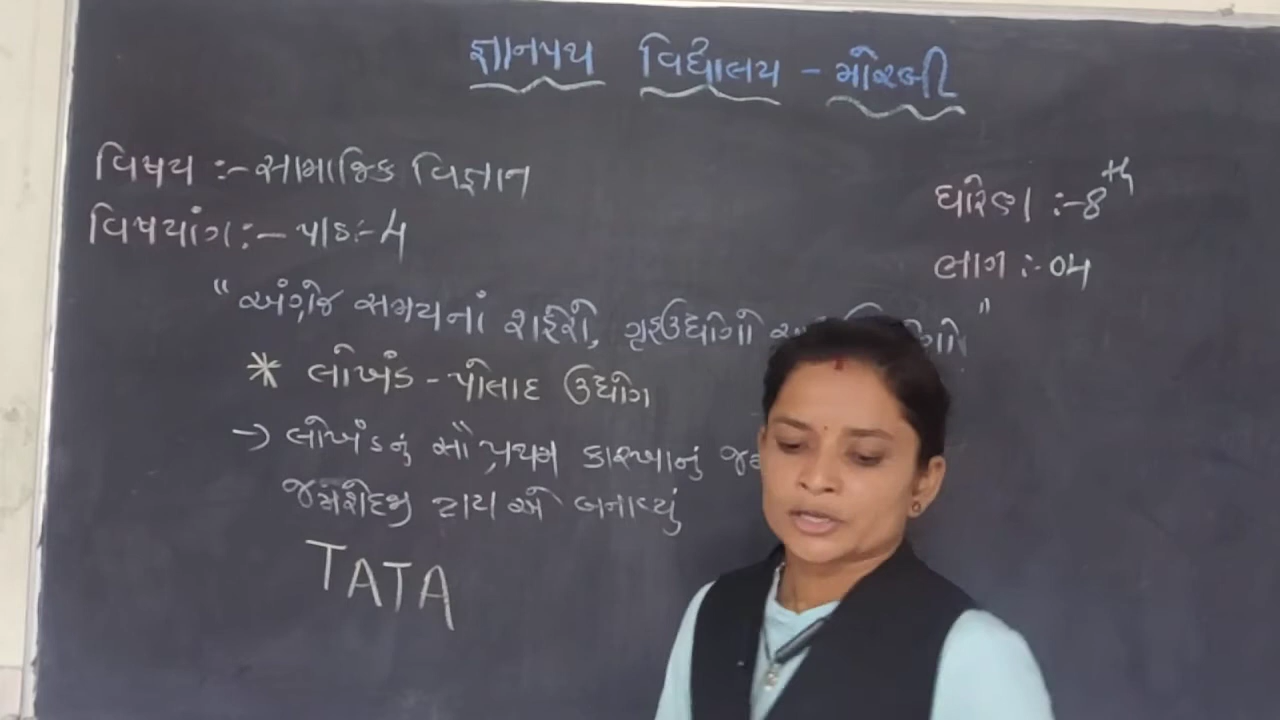 જ્ઞાનપથ વિદ્યાલય - મોરબી
વિષય :- સામાજિક વિજ્ઞાન
ધોરણ :- 8th
વિષયાંગ :- પાઠ :- 4
ભાગ :- 04
" અંગ્રેજ સમયનાં શહેરો, ગૃહઉદ્યોગો "
* લોખંડ - પોલાદ ઉદ્યોગ
→ લોખંડનું સૌ પ્રથમ કારખાનું
જમશેદજી ટાટા એ બનાવ્યું
TATA